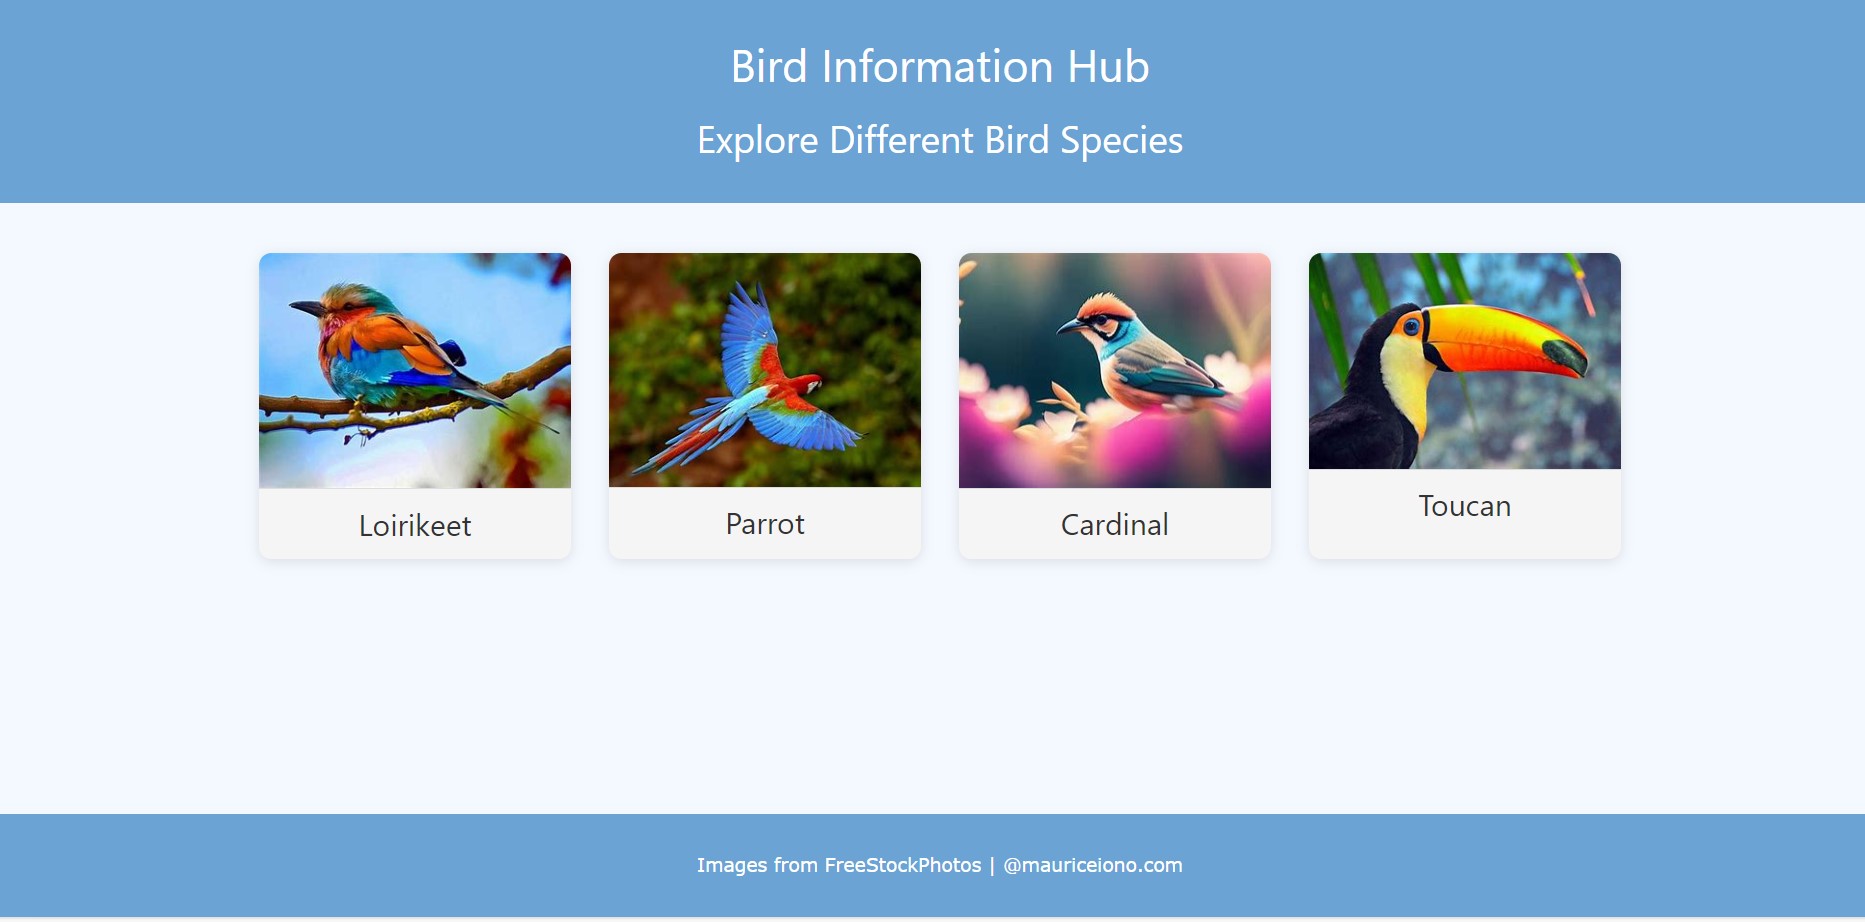 Bird Information Hub
Explore Different Bird Species
Loirikeet
Parrot
Cardinal
Toucan
Images from FreeStockPhotos | @mauriceiono.com